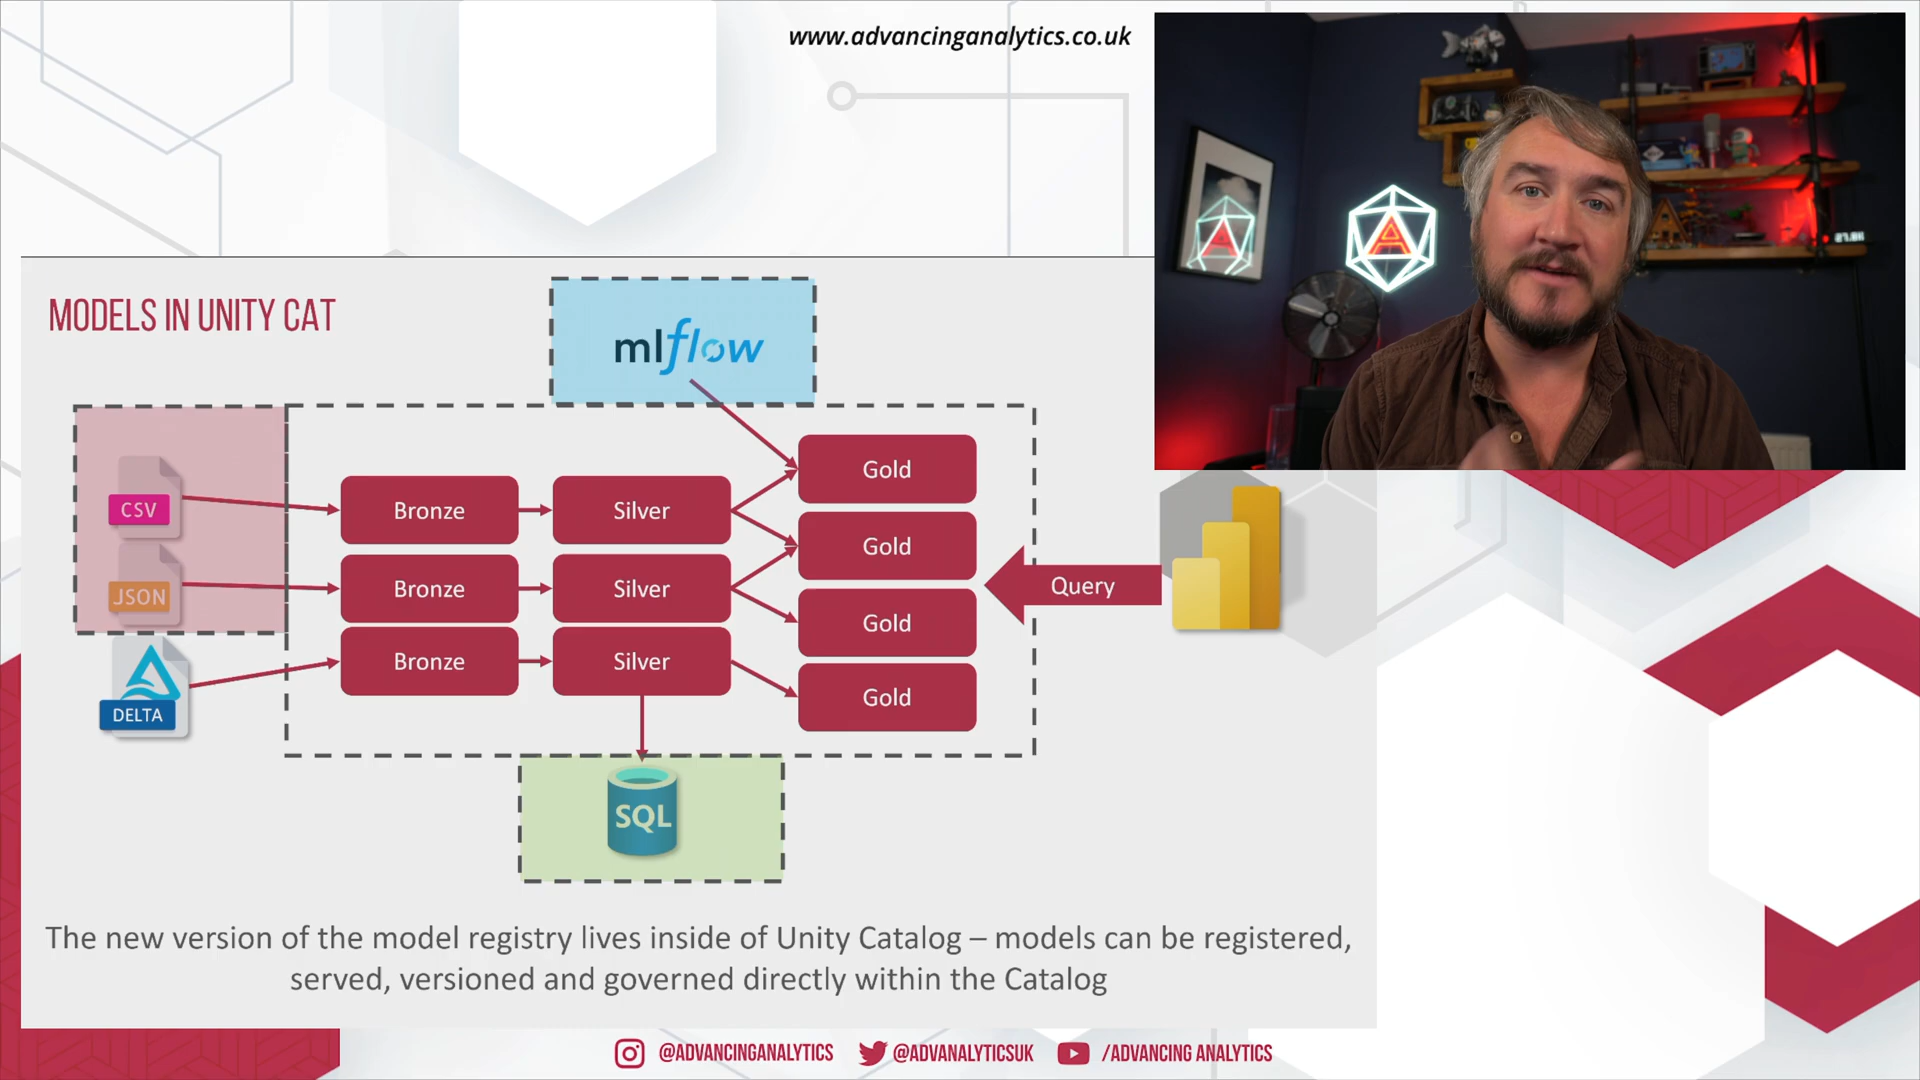 www.advancinganalytics.co.uk
MODELS IN UNITY CAT
mlflow
CSV
JSON
DELTA
Bronze
Silver
Bronze
Silver
Bronze
Silver
Gold
Gold
Gold
Gold
Query
SQL
The new version of the model registry lives inside of Unity Catalog – models can be registered,
served, versioned and governed directly within the Catalog
@ADVANCINGANALYTICS
@ADVANALYTICSUK
/ADVANCING ANALYTICS